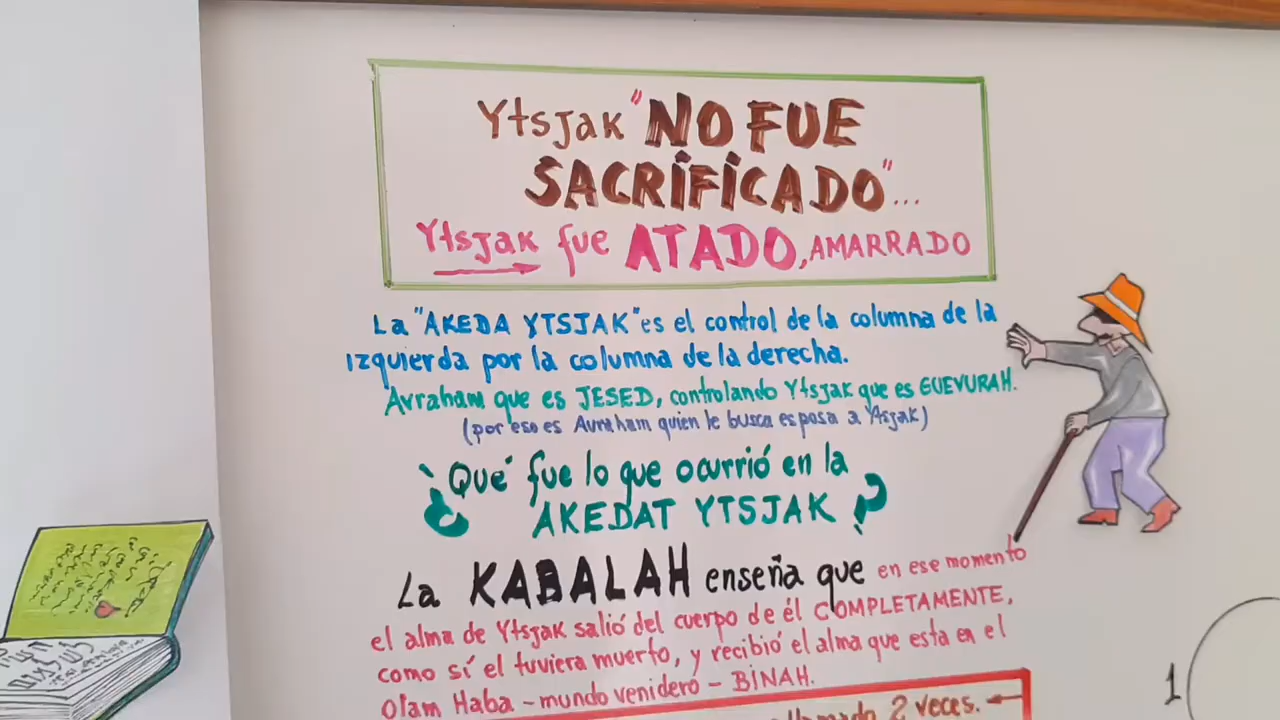 Ytsjak "NO FUE
SACRIFICADO"...
Ytsjak fue ATADO, AMARRADO
La "AKEDA YTSJAK" es el control de la columna de la
izquierda por la columna de la derecha.
Avraham que es JESED, controlando Ytsjak que es GUEVURAH.
(por eso es Avraham quien le busca esposa a Ytsjak)
¿Qué fue lo que ocurrió en la
AKEDAT YTSJAK?
La KABALAH enseña que en ese momento
el alma de Ytsjak salió del cuerpo de él COMPLETAMENTE,
como sí el tuviera muerto, y recibió el alma que esta en el
Olam Haba - mundo venidero - BINAH.
2 veces.
1